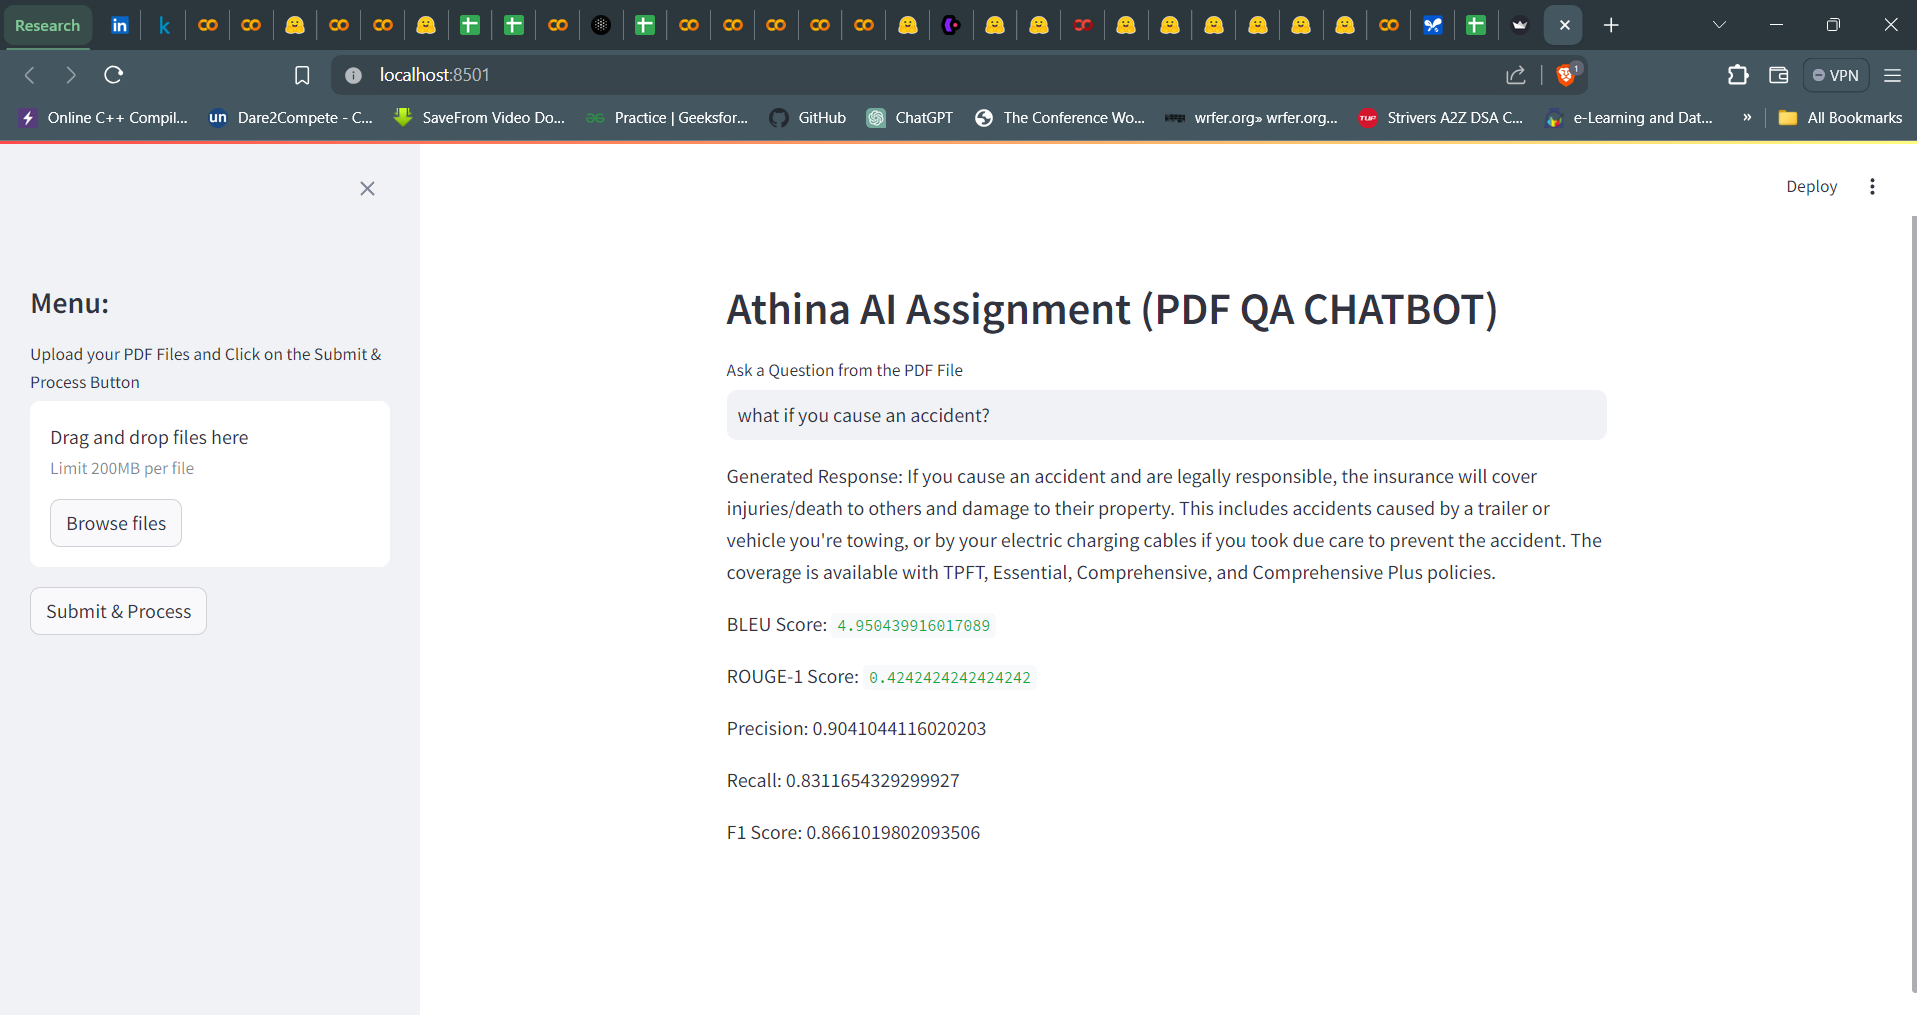 Research
localhost:8501
1
VPN
Online C++ Compil...
un
Dare2Compete - C...
SaveFrom Video Do...
Practice | Geeksfor...
GitHub
ChatGPT
The Conference Wo...
wrfer.org» wrfer.org...
TUF
Strivers A2Z DSA C...
e-Learning and Dat...
»
All Bookmarks
Deploy
Menu:
Upload your PDF Files and Click on the Submit &
Process Button
Drag and drop files here
Limit 200MB per file
Browse files
Submit & Process
Athina AI Assignment (PDF QA CHATBOT)
Ask a Question from the PDF File
what if you cause an accident?
Generated Response: If you cause an accident and are legally responsible, the insurance will cover
injuries/death to others and damage to their property. This includes accidents caused by a trailer or
vehicle you're towing, or by your electric charging cables if you took due care to prevent the accident. The
coverage is available with TPFT, Essential, Comprehensive, and Comprehensive Plus policies.
BLEU Score: 4.950439916017089
ROUGE-1 Score: 0.4242424242424242
Precision: 0.9041044116020203
Recall: 0.8311654329299927
F1 Score: 0.8661019802093506